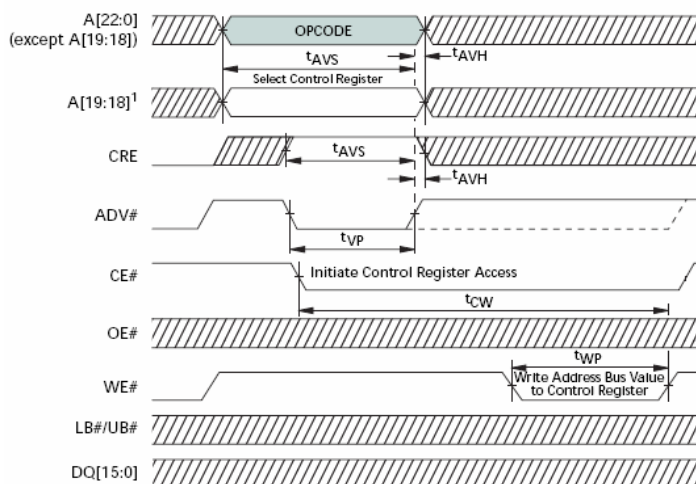 A[22:0]
(except A[19:18])
OPCODE
tAVS
tAVH
Select Control Register
A[19:18]1
CRE
tAVS
tAVH
ADV#
tVP
CE#
Initiate Control Register Access
tCW
OE#
tWP
WE#
Write Address Bus Value
to Control Register
LB#/UB#
DQ[15:0]